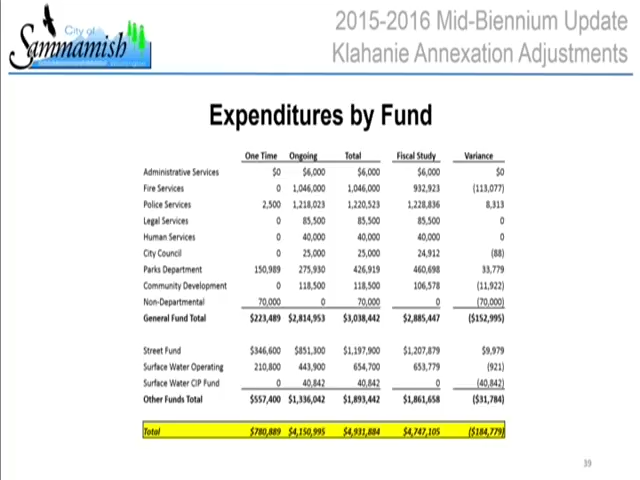 City of
Sammamish
2015-2016 Mid-Biennium Update
Klahanie Annexation Adjustments
Expenditures by Fund
One Time Ongoing Total Fiscal Study Variance
Administrative Services $0 $6,000 $6,000 $6,000 $0
Fire Services 0 1,046,000 1,046,000 932,923 (113,077)
Police Services 2,500 1,218,023 1,220,523 1,228,836 8,313
Legal Services 0 85,500 85,500 85,500 0
Human Services 0 40,000 40,000 40,000 0
City Council 0 25,000 25,000 24,912 (88)
Parks Department 150,989 275,930 426,919 460,698 33,779
Community Development 0 118,500 118,500 106,578 (11,922)
Non-Departmental 70,000 0 70,000 0 (70,000)
General Fund Total $223,489 $2,814,953 $3,038,442 $2,885,447 ($152,995)
Street Fund $346,600 $851,300 $1,197,900 $1,207,879 $9,979
Surface Water Operating 210,800 443,900 654,700 653,779 (921)
Surface Water CIP Fund 0 40,842 40,842 0 (40,842)
Other Funds Total $557,400 $1,336,042 $1,893,442 $1,861,658 ($31,784)
Total $780,889 $4,150,995 $4,931,884 $4,747,105 ($184,779)
39